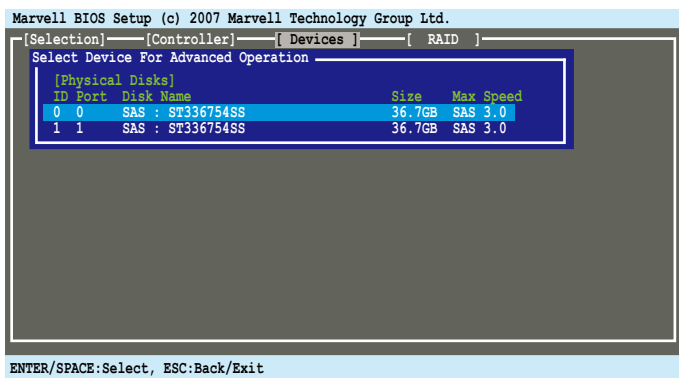 Marvell BIOS Setup (c) 2007 Marvell Technology Group Ltd.
[Selection] [Controller] [ Devices ] [ RAID ]
Select Device For Advanced Operation
[Physical Disks]
ID Port Disk Name Size Max Speed
0 0 SAS : ST336754SS 36.7GB SAS 3.0
1 1 SAS : ST336754SS 36.7GB SAS 3.0
ENTER/SPACE:Select, ESC:Back/Exit